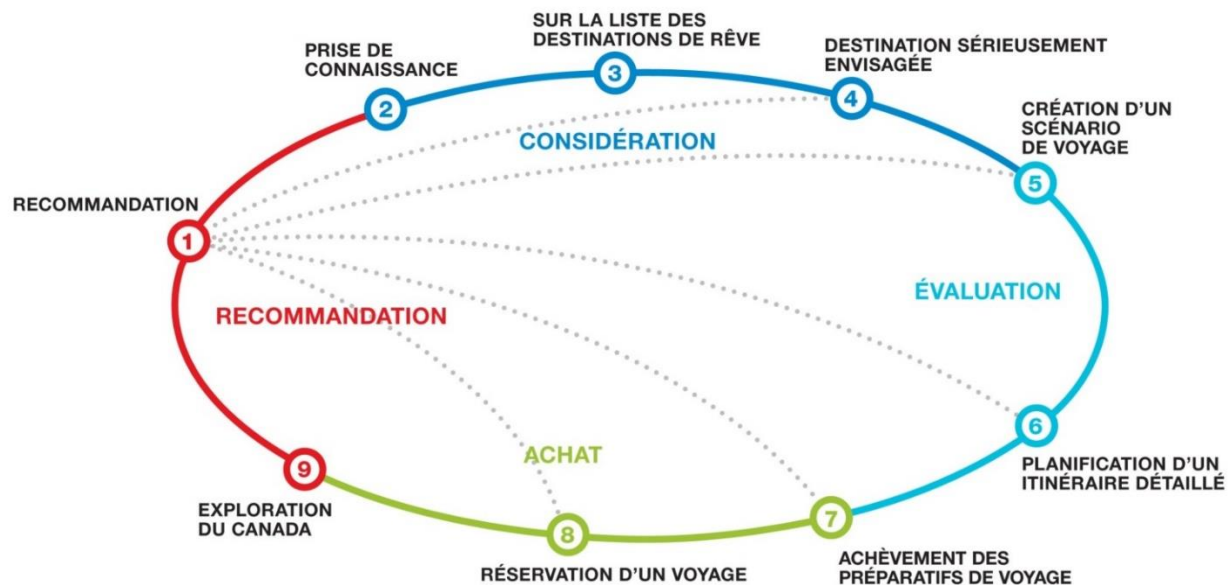 SUR LA LISTE DES
DESTINATIONS DE RÊVE
PRISE DE
CONNAISSANCE
DESTINATION SÉRIEUSEMENT
ENVISAGÉE
3
2
4
CRÉATION D'UN
SCÉNARIO
DE VOYAGE
CONSIDÉRATION
5
RECOMMANDATION
1
ÉVALUATION
RECOMMANDATION
6
ACHAT
9
PLANIFICATION D'UN
ITINÉRAIRE DÉTAILLÉ
EXPLORATION
DU CANADA
7
8
ACHÈVEMENT DES
PRÉPARATIFS DE VOYAGE
RÉSERVATION D'UN VOYAGE